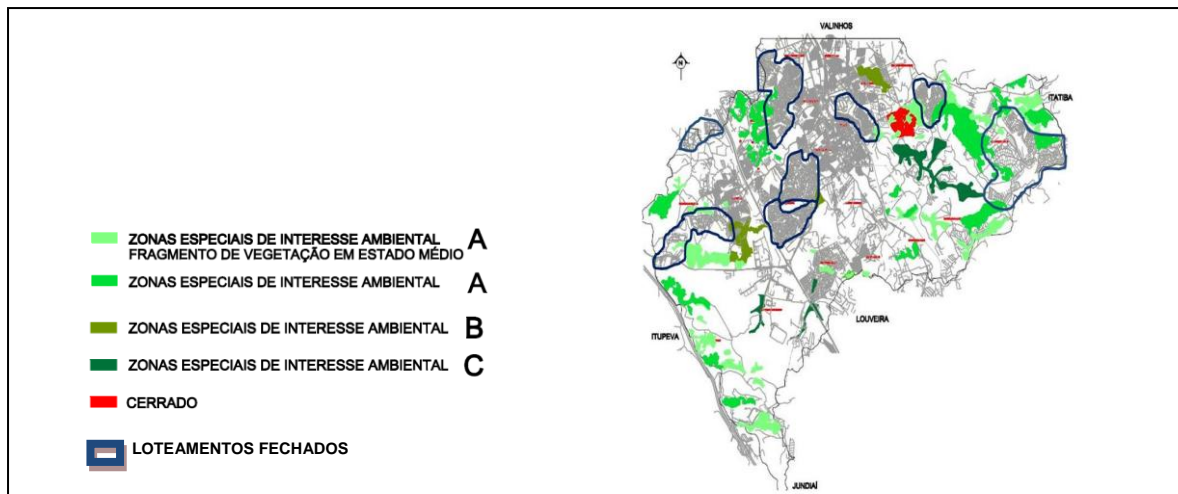 VALINHOS
N
ITATIBA
ZONAS ESPECIAIS DE INTERESSE AMBIENTAL A
FRAGMENTO DE VEGETAÇÃO EM ESTADO MÉDIO
ZONAS ESPECIAIS DE INTERESSE AMBIENTAL A
ZONAS ESPECIAIS DE INTERESSE AMBIENTAL B
ZONAS ESPECIAIS DE INTERESSE AMBIENTAL C
CERRADO
LOTEAMENTOS FECHADOS
LOUVEIRA
ITUPEVA
JUNDIAÍ